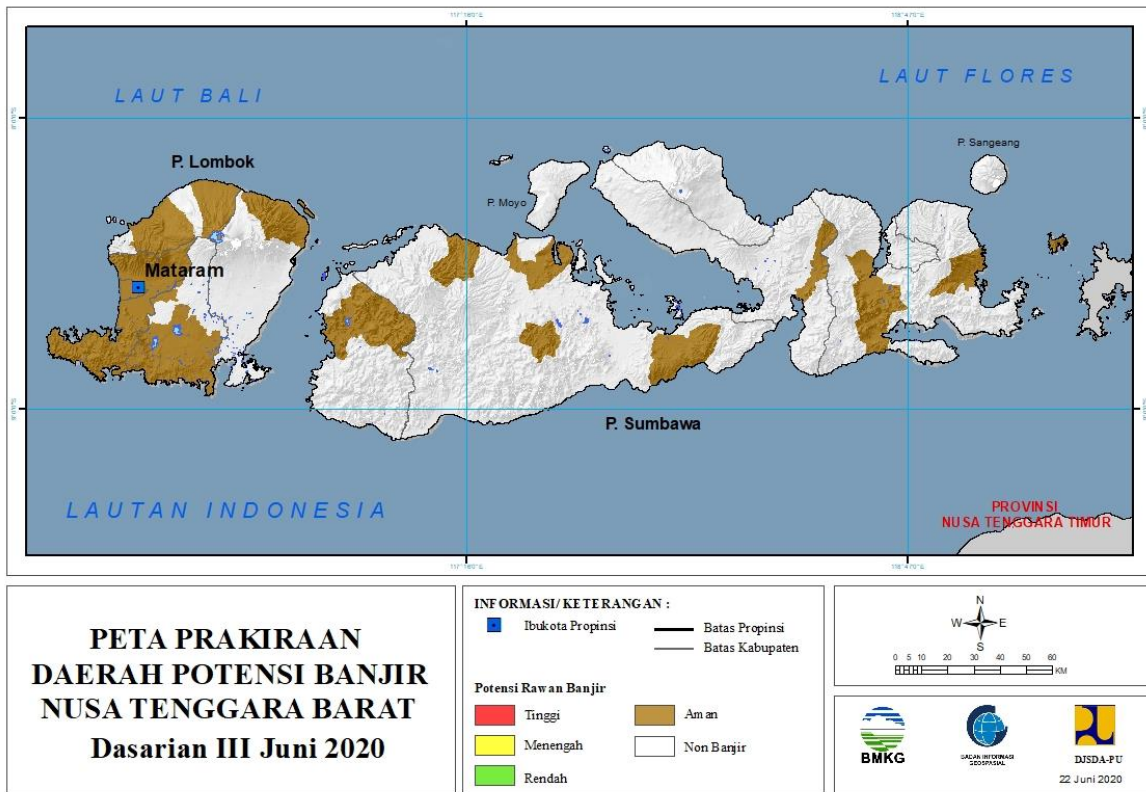 LAUT BALI
LAUT FLORES
P. Lombok
P. Sangeang
P. Moyo
Mataram
P. Sumbawa
LAUTAN INDONESIA
PROVINSI
NUSA TENGGARA TIMUR
PETA PRAKIRAAN
DAERAH POTENSI BANJIR
NUSA TENGGARA BARAT
Dasarian III Juni 2020
INFORMASI/ KETERANGAN :
Ibukota Propinsi
Batas Propinsi
Batas Kabupaten
Potensi Rawan Banjir
Tinggi
Aman
Menengah
Non Banjir
Rendah
N
W E
S
0 5 10 20 30 40 50 60
KM
BMKG
BADAN INFORMASI
GEOSPASIAL
DJSDA-PU
22 Juni 2020